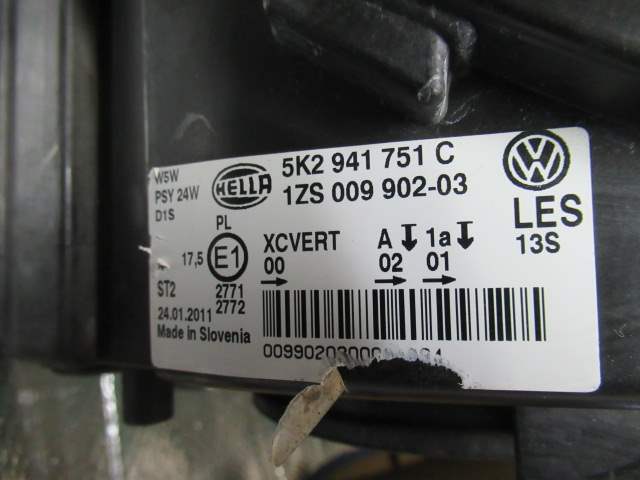 W5W
PSY 24W
D1S
HELLA
5K2 941 751 C
1ZS 009 902-03
VW
LES
13S
PL
17,5
E1
XCVERT
00
A
02
1a
01
ST2
2771
2772
24.01.2011
Made in Slovenia